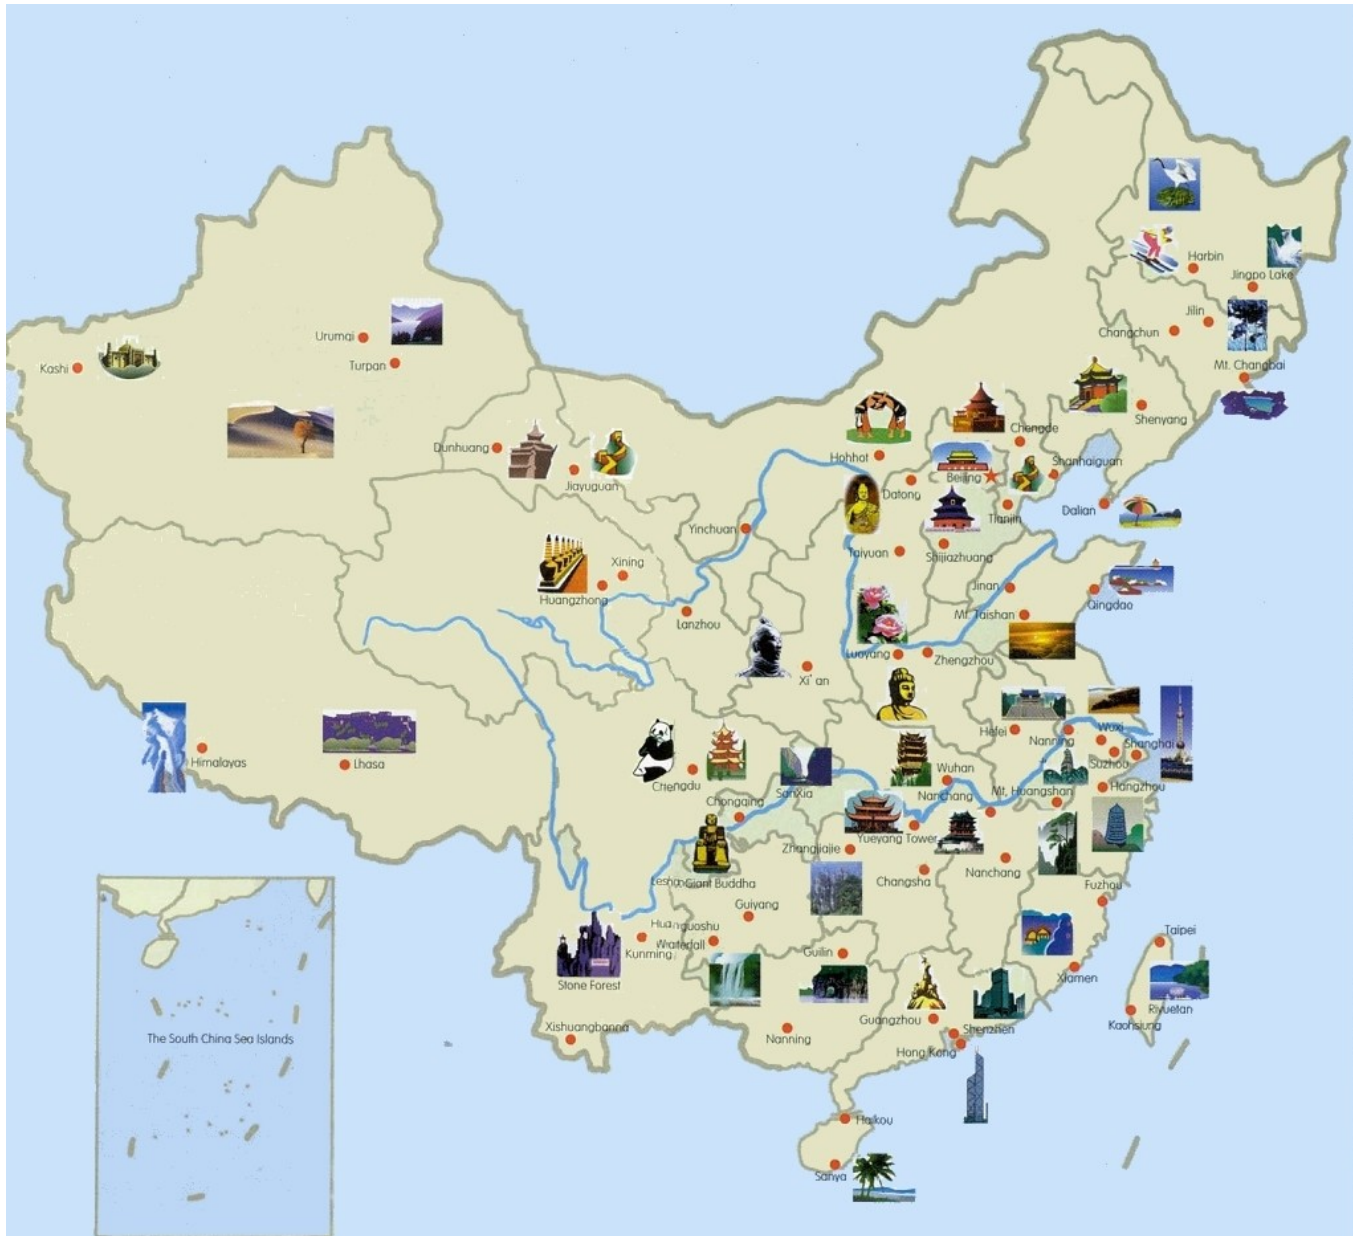 Harbin
Jingpo Lake
Jilin
Changchun
Urumqi
Turpan
Kashi
Mt. Changbai
Shenyang
Chengde
Dunhuang
Hohhot
Shanhaiguan
Beijing
Jiayuguan
Datong
Tianjin
Dalian
Yinchuan
Taiyuan
Shijiazhuang
Xining
Huangzhong
Jinan
Qingdao
Lanzhou
Mt. Taishan
Luoyang
Zhengzhou
Xi'an
Hefei
Nanning
Wuxi
Shanghai
Suzhou
Himalayas
Lhasa
Chengdu
Wuhan
Hangzhou
SanXia
Nanchang
Mt. Huangshan
Chongqing
Yueyang Tower
Zhangjiajie
Changsha
Nanchang
Giant Buddha
Fuzhou
Guiyang
Kunming
Waterfall
Guilin
Taipei
Stone Forest
Xiamen
Riyuetan
Kaohsiung
Guangzhou
Shenzhen
Xishuangbanna
Nanning
Hong Kong
The South China Sea Islands
Haikou
Sanya